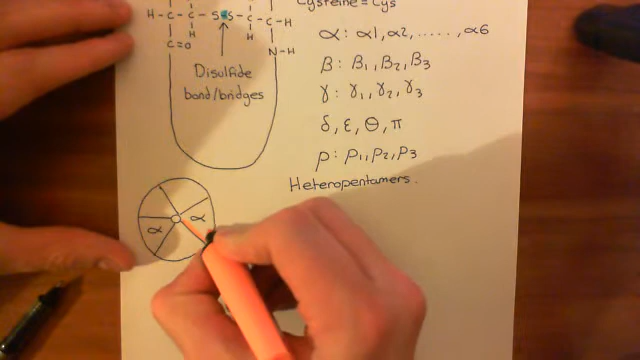 Cysteine = Cys
H-C-C-S S-C-C-H
H
H
C=O
N-H
Disulfide
bond/bridges
α: α1, α2, ....., α6
β: β1, β2, β3
γ: γ1, γ2, γ3
δ, ε, θ, π
ρ: ρ1, ρ2, ρ3
Heteropentamers.
α
α